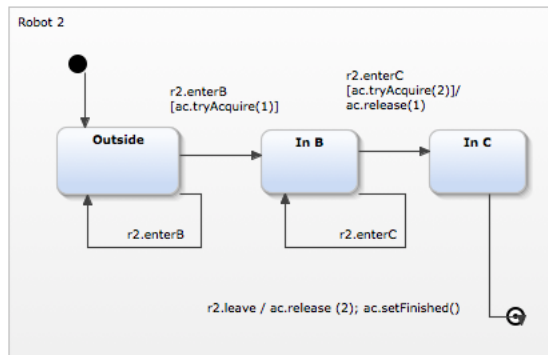 Robot 2
r2.enterB
[ac.tryAcquire(1)]
r2.enterC
[ac.tryAcquire(2)]/
ac.release(1)
Outside
In B
In C
r2.enterB
r2.enterC
r2.leave / ac.release (2); ac.setFinished()